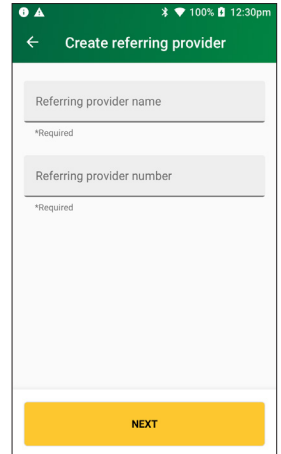 100% 12:30pm
Create referring provider
Referring provider name
*Required
Referring provider number
*Required
NEXT